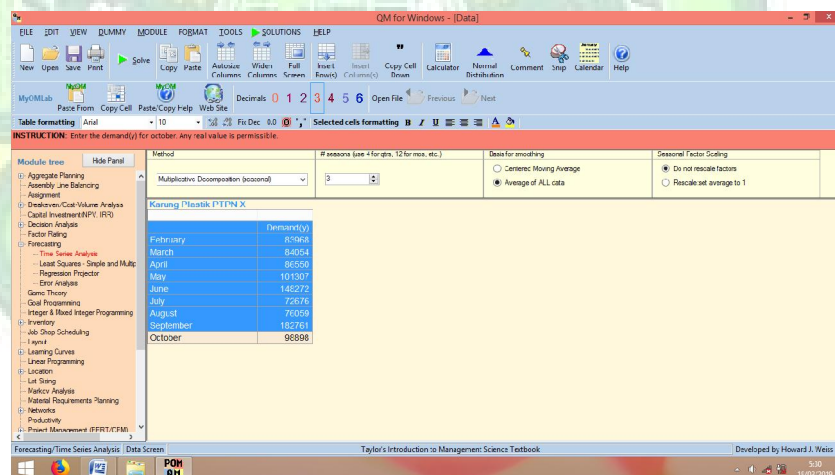 QM for Windows - [Data]
FILE EDIT VIEW DUMMY MODULE FORMAT TOOLS SOLUTIONS HELP
New Open Save Print Solve Copy Paste Autosize Columns Widen Columns Full Screen Insert Row(s) Insert Column(s) Copy Cell Down Calculator Normal Distribution Comment Snip Calendar Help
MyOMLab Paste From Copy Cell Paste/Copy Help Web Site Decimals 0 1 2 3 4 5 6 Open File Previous Next
Table formatting Arial 10 Fix Dec 0.0 Selected cells formatting B I U
INSTRUCTION: Enter the demand(y) for october. Any real value is permissible.
Module tree Hide Panel
Aggregate Planning
Assembly Line Balancing
Assignment
Breakeven/Cost-Volume Analysis
Capital Investment(NPV, IRR)
Decision Analysis
Factor Rating
Forecasting
Time Series Analysis
Least Squares - Simple and Multip
Regression Projector
Error Analysis
Game Theory
Goal Programming
Integer & Mixed Integer Programming
Inventory
Job Shop Scheduling
Layout
Learning Curves
Linear Programming
Location
Lot Sizing
Markov Analysis
Material Requirements Planning
Networks
Productivity
Project Management (PERT/CPM)
Method
Multiplicative Decomposition (seasonal)
# seasons (use 4 for qtrs, 12 for mos, etc.)
3
Basis for smoothing
Centered Moving Average
Average of ALL data
Seasonal Factor Scaling
Do not rescale factors
Rescale:set average to 1
Karung Plastik PTPN X
Demand(y)
February 83968
March 84054
April 86550
May 101307
June 148272
July 72676
August 76059
September 182761
October 98898
Forecasting/Time Series Analysis Data Screen Taylor's Introduction to Management Science Textbook Developed by Howard J. Weiss
POM QM
5:30
15/03/2019